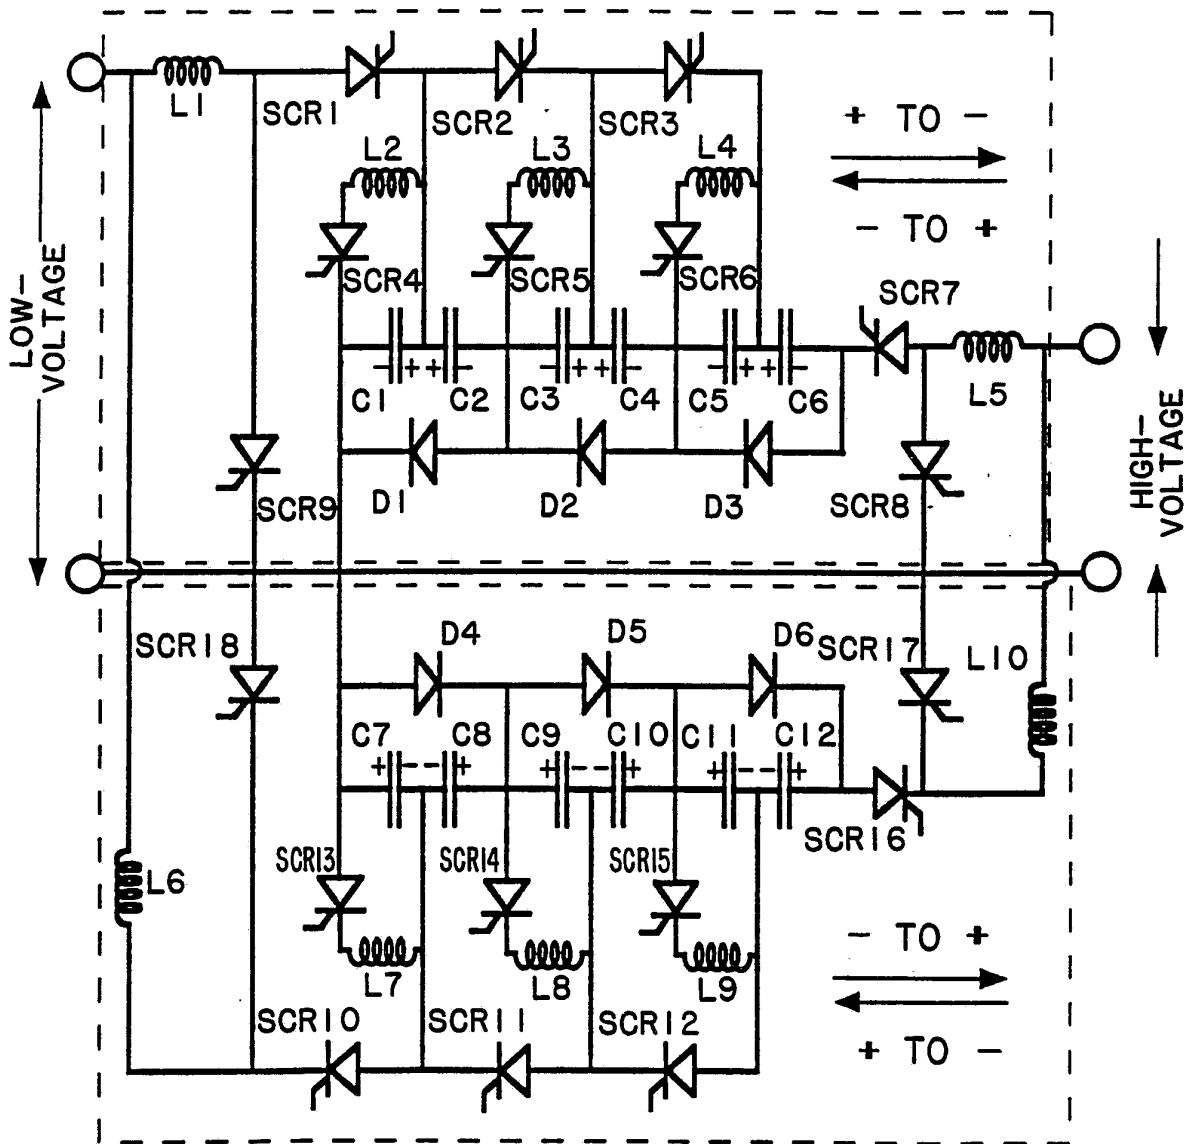 L1
SCR1
SCR2
SCR3
+ TO -
L2
L3
L4
- TO +
LOW-
VOLTAGE
SCR4
SCR5
SCR6
SCR7
- + + -
- + + -
- + + -
L5
C1
C2
C3
C4
C5
C6
HIGH-
VOLTAGE
SCR9
D1
D2
D3
SCR8
SCR18
D4
D5
D6
SCR17
L10
C7
C8
C9
C10
C11
C12
+ - - +
+ - - +
+ - - +
SCR16
SCR13
SCR14
SCR15
L6
- TO +
L7
L8
L9
SCR10
SCR11
SCR12
+ TO -